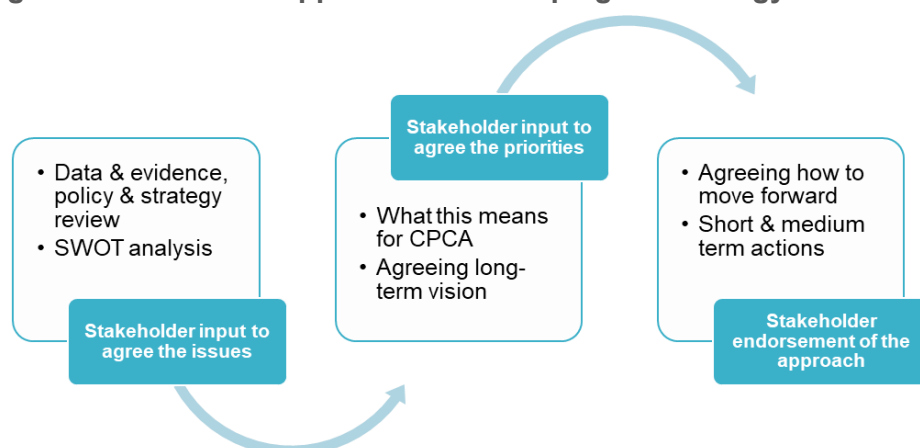 • Data & evidence,
policy & strategy
review
• SWOT analysis
Stakeholder input to
agree the issues
Stakeholder input to
agree the priorities
• What this means
for CPCA
• Agreeing long-
term vision
• Agreeing how to
move forward
• Short & medium
term actions
Stakeholder
endorsement of the
approach